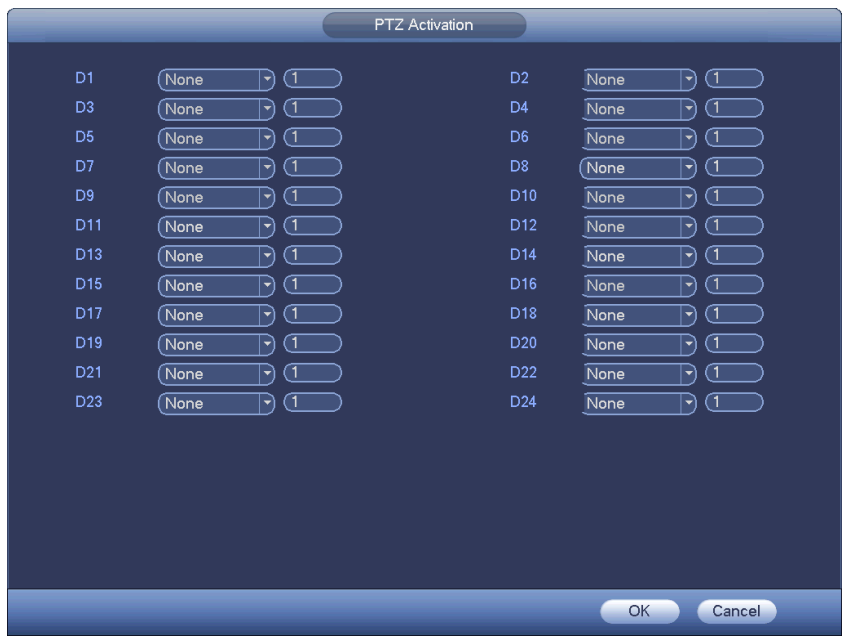 PTZ Activation
D1 None 1 D2 None 1
D3 None 1 D4 None 1
D5 None 1 D6 None 1
D7 None 1 D8 None 1
D9 None 1 D10 None 1
D11 None 1 D12 None 1
D13 None 1 D14 None 1
D15 None 1 D16 None 1
D17 None 1 D18 None 1
D19 None 1 D20 None 1
D21 None 1 D22 None 1
D23 None 1 D24 None 1
OK Cancel